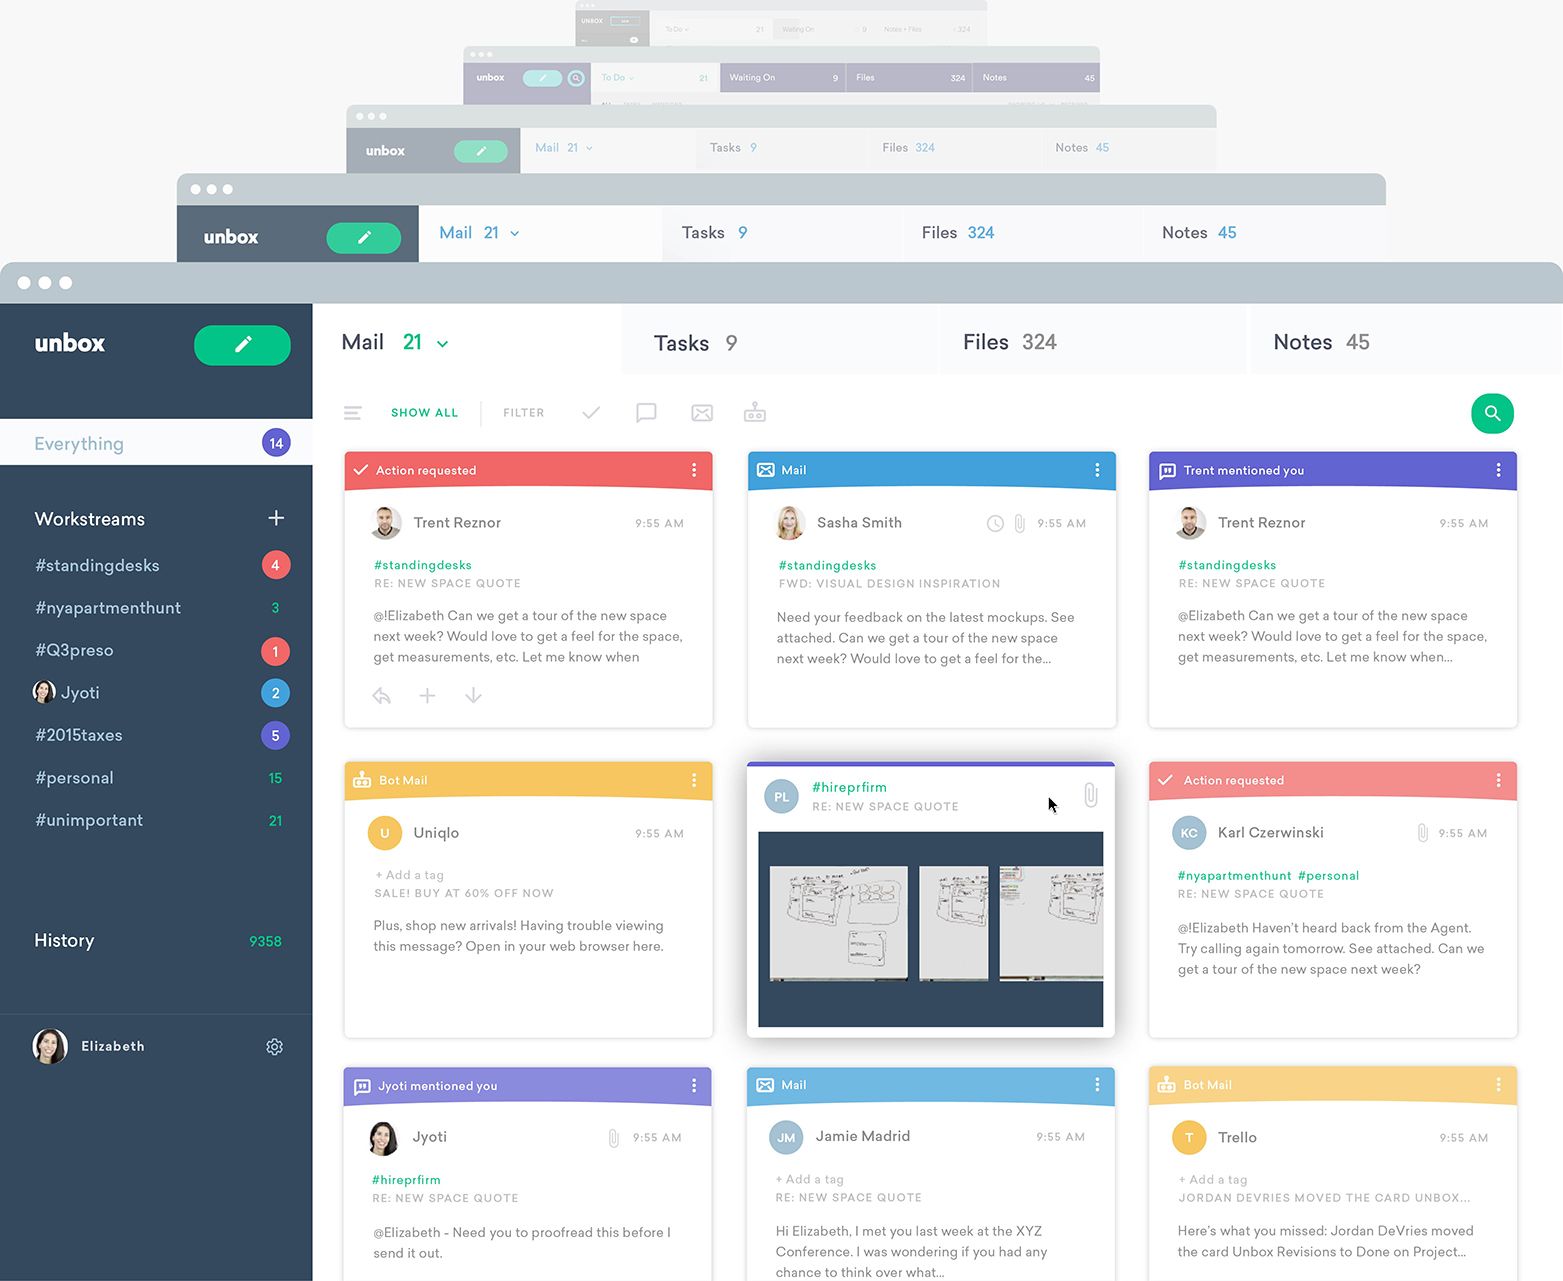 UNBOX
To Do
21
Waiting On
9
Notes + Files
324
unbox
To Do
21
Waiting On
9
Files
324
Notes
45
unbox
Mail 21
Tasks 9
Files 324
Notes 45
unbox
Mail 21
Tasks 9
Files 324
Notes 45
unbox
Mail 21
Tasks 9
Files 324
Notes 45
SHOW ALL
FILTER
Everything
14
Workstreams
#standingdesks
4
#nyapartmenthunt
3
#Q3preso
1
Jyoti
2
#2015taxes
5
#personal
15
#unimportant
21
History
9358
Elizabeth
Action requested
Trent Reznor
9:55 AM
#standingdesks
RE: NEW SPACE QUOTE
@!Elizabeth Can we get a tour of the new space
next week? Would love to get a feel for the space,
get measurements, etc. Let me know when
Mail
Sasha Smith
9:55 AM
#standingdesks
FWD: VISUAL DESIGN INSPIRATION
Need your feedback on the latest mockups. See
attached. Can we get a tour of the new space
next week? Would love to get a feel for the...
Trent mentioned you
Trent Reznor
9:55 AM
#standingdesks
RE: NEW SPACE QUOTE
@Elizabeth Can we get a tour of the new space
next week? Would love to get a feel for the space,
get measurements, etc. Let me know when...
Bot Mail
U
Uniqlo
9:55 AM
+ Add a tag
SALE! BUY AT 60% OFF NOW
Plus, shop new arrivals! Having trouble viewing
this message? Open in your web browser here.
PL
#hireprfirm
RE: NEW SPACE QUOTE
Action requested
KC
Karl Czerwinski
9:55 AM
#nyapartmenthunt #personal
RE: NEW SPACE QUOTE
@!Elizabeth Haven't heard back from the Agent.
Try calling again tomorrow. See attached. Can we
get a tour of the new space next week?
Jyoti mentioned you
Jyoti
9:55 AM
#hireprfirm
RE: NEW SPACE QUOTE
@Elizabeth - Need you to proofread this before I
send it out.
Mail
JM
Jamie Madrid
9:55 AM
+ Add a tag
RE: NEW SPACE QUOTE
Hi Elizabeth, I met you last week at the XYZ
Conference. I was wondering if you had any
chance to think over what...
Bot Mail
T
Trello
9:55 AM
+ Add a tag
JORDAN DEVRIES MOVED THE CARD UNBOX...
Here's what you missed: Jordan DeVries moved
the card Unbox Revisions to Done on Project...